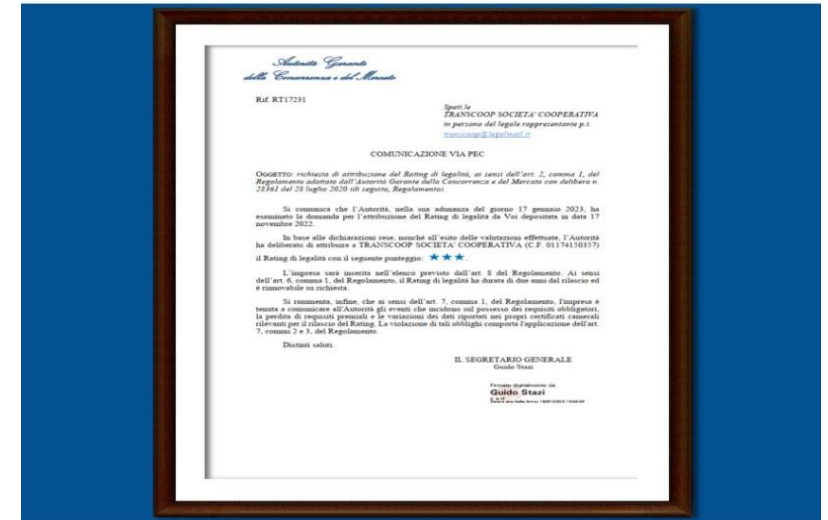 Autorità Garante
della Concorrenza e del Mercato
Rif. RT17231
Spett.le
TRANSCOOP SOCIETA' COOPERATIVA
in persona del legale rappresentante p.t.
transcoop@legalmail.it
COMUNICAZIONE VIA PEC
OGGETTO: richiesta di attribuzione del Rating di legalità, ai sensi dell'art. 2, comma 1, del
Regolamento adottato dall'Autorità Garante della Concorrenza e del Mercato con delibera n.
28361 del 28 luglio 2020 (di seguito, Regolamento).
Si comunica che l'Autorità, nella sua adunanza del giorno 17 gennaio 2023, ha
esaminato la domanda per l'attribuzione del Rating di legalità da Voi depositata in data 17
novembre 2022.
In base alle dichiarazioni rese, nonché all'esito delle valutazioni effettuate, l'Autorità
ha deliberato di attribuire a TRANSCOOP SOCIETA' COOPERATIVA (C.F. 01174150357)
il Rating di legalità con il seguente punteggio: ★ ★ ★.
L'impresa sarà inserita nell'elenco previsto dall'art. 8 del Regolamento. Ai sensi
dell'art. 6, comma 1, del Regolamento, il Rating di legalità ha durata di due anni dal rilascio ed
è rinnovabile su richiesta.
Si rammenta, infine, che ai sensi dell'art. 7, comma 1, del Regolamento, l'impresa è
tenuta a comunicare all'Autorità gli eventi che incidono sul possesso dei requisiti obbligatori,
la perdita di requisiti premiali e le variazioni dei dati riportati nei propri certificati camerali
rilevanti per il rilascio del Rating. La violazione di tali obblighi comporta l'applicazione dell'art.
7, commi 2 e 3, del Regolamento.
Distinti saluti.
IL SEGRETARIO GENERALE
Guido Stazi
Firmato digitalmente da
Guido Stazi